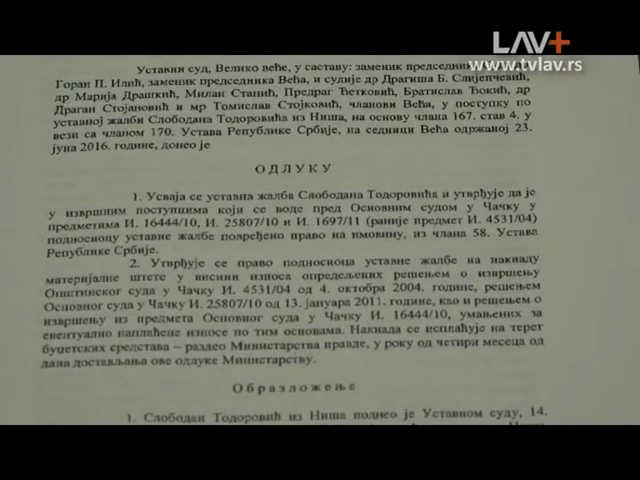 LAV+
www.tvlav.rs
Уставни суд, Велико веће, у саставу: заменик председник
Горан П. Илић, заменик председника Већа, и судије др Драгиша Б. Слијепчевић,
др Марија Драшкић, Милан Станић, Предраг Ћетковић, Братислав Ђокић, др
Драган Стојановић и мр Томислав Стојковић, чланови Већа, у поступку по
уставној жалби Слободана Тодоровића из Ниша, на основу члана 167. став 4. у
вези са чланом 170. Устава Републике Србије, на седници Већа одржаној 23.
јуна 2016. године, донео је
О Д Л У К У
1. Усваја се уставна жалба Слободана Тодоровића и утврђује да је
у извршним поступцима који се воде пред Основним судом у Чачку у
предметима И. 16444/10, И. 25807/10 и И. 1697/11 (раније предмет И. 4531/04)
подносиоцу уставне жалбе повређено право на имовину, из члана 58. Устава
Републике Србије.
2. Утврђује се право подносиоца уставне жалбе на накнаду
материјалне штете у висини износа опредељених решењем о извршењу
Општинског суда у Чачку И. 4531/04 од 4. октобра 2004. године, решењем
Основног суда у Чачку И. 25807/10 од 13. јануара 2011. године, као и решењем о
извршењу из предмета Основног суда у Чачку И. 16444/10, умањених за
евентуално наплаћене износе по тим основама. Накнада се исплаћује на терет
буџетских средстава – раздео Министарства правде, у року од четири месеца од
дана достављања ове одлуке Министарству.
О б р а з л о ж е њ е
1. Слободан Тодоровић из Ниша поднео је Уставном суду, 14.